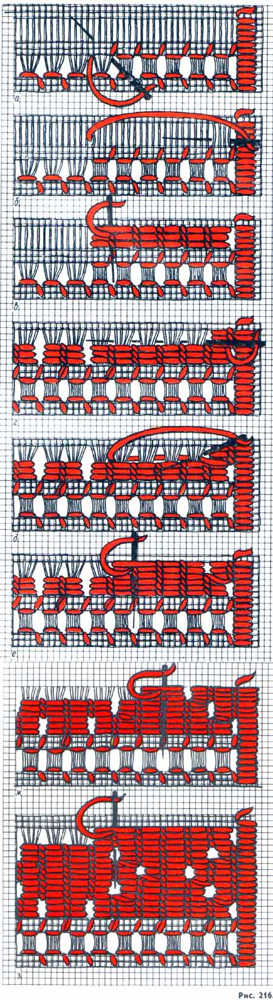 а
б
в
г
д
е
ж
з
Рис. 216.